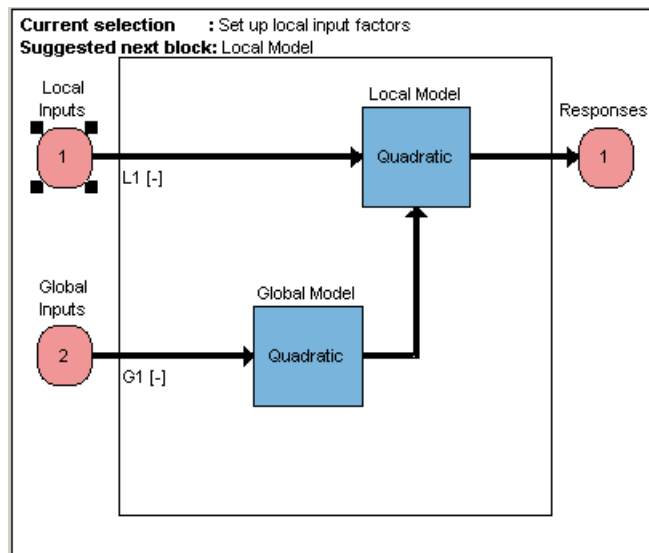 Current selection : Set up local input factors
Suggested next block: Local Model
Local
Inputs
Local Model
Responses
1
Quadratic
1
L1 [-]
Global
Inputs
Global Model
2
Quadratic
G1 [-]